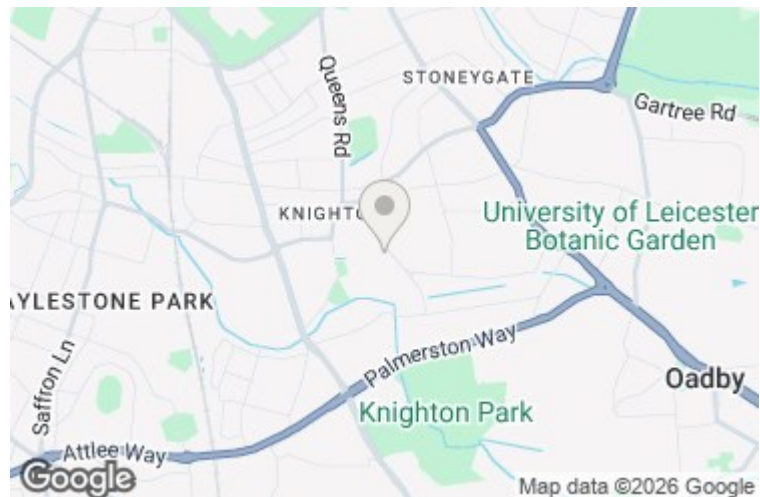 STONEYGATE
Queens Rd
Gartree Rd
KNIGHTO
University of Leicester
Botanic Garden
AYLESTONE PARK
Saffron Ln
Palmerston Way
Oadby
Knighton Park
Attlee Way
Google
Map data ©2026 Google